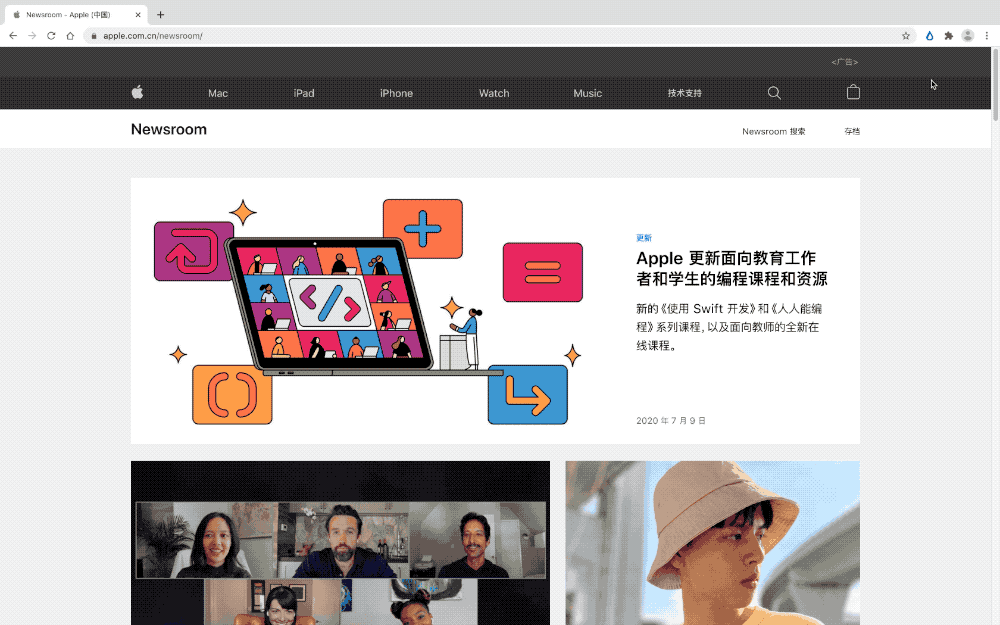 Newsroom - Apple (中国)
apple.com.cn/newsroom/
<广告>
Mac iPad iPhone Watch Music 技术支持
Newsroom
Newsroom 搜索 存档
更新
Apple 更新面向教育工作
者和学生的编程课程和资源
新的《使用 Swift 开发》和《人人能编
程》系列课程，以及面向教师的全新在
线课程。
2020 年 7 月 9 日